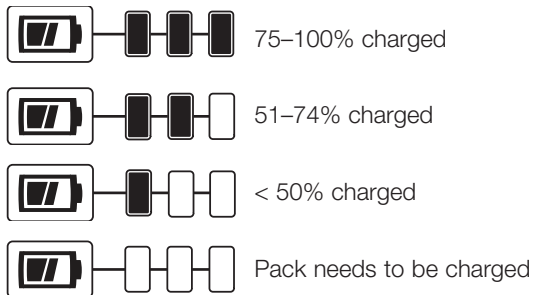 75–100% charged
51–74% charged
< 50% charged
Pack needs to be charged